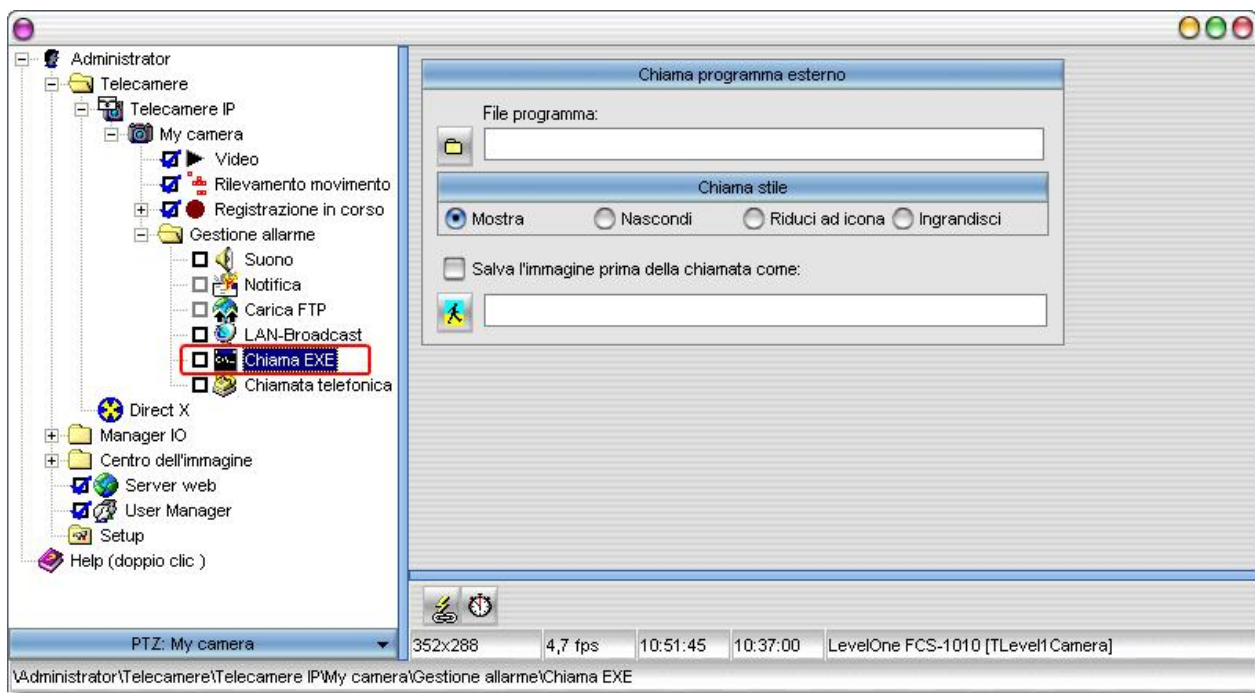 Administrator
Telecamere
Telecamere IP
My camera
Video
Rilevamento movimento
Registrazione in corso
Gestione allarme
Suono
Notifica
Carica FTP
LAN-Broadcast
Chiama EXE
Chiamata telefonica
Direct X
Manager IO
Centro dell'immagine
Server web
User Manager
Setup
Help (doppio clic )
PTZ: My camera
Chiama programma esterno
File programma:
Chiama stile
Mostra Nascondi Riduci ad icona Ingrandisci
Salva l'immagine prima della chiamata come:
352x288 4,7 fps 10:51:45 10:37:00 LevelOne FCS-1010 [TLevel1Camera]
\Administrator\Telecamere\Telecamere IP\My camera\Gestione allarme\Chiama EXE